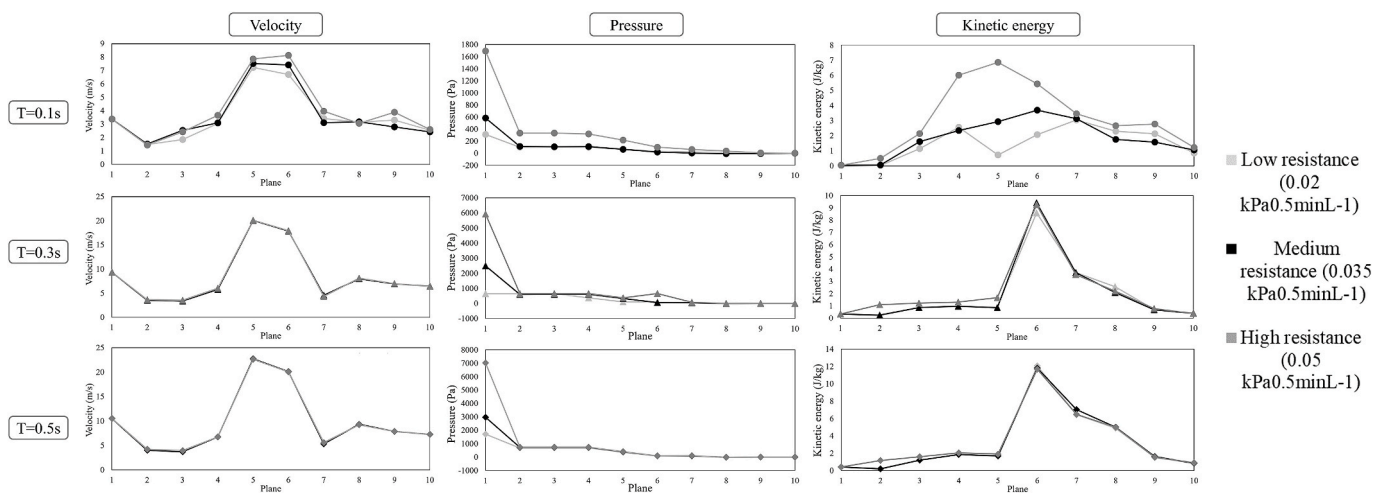 Velocity
Pressure
Kinetic energy
T=0.1s
Velocity (m/s)
9
8
7
6
5
4
3
2
1
0
1 2 3 4 5 6 7 8 9 10
Plane
Pressure (Pa)
1800
1600
1400
1200
1000
800
600
400
200
0
-200
1 2 3 4 5 6 7 8 9 10
Plane
Kinetic energy (J/kg)
8
7
6
5
4
3
2
1
0
1 2 3 4 5 6 7 8 9 10
Plane
T=0.3s
Velocity (m/s)
25
20
15
10
5
0
1 2 3 4 5 6 7 8 9 10
Plane
Pressure (Pa)
7000
6000
5000
4000
3000
2000
1000
0
-1000
1 2 3 4 5 6 7 8 9 10
Plane
Kinetic energy (J/kg)
10
9
8
7
6
5
4
3
2
1
0
1 2 3 4 5 6 7 8 9 10
Plane
T=0.5s
Velocity (m/s)
25
20
15
10
5
0
1 2 3 4 5 6 7 8 9 10
Plane
Pressure (Pa)
8000
7000
6000
5000
4000
3000
2000
1000
0
-1000
1 2 3 4 5 6 7 8 9 10
Plane
Kinetic energy (J/kg)
14
12
10
8
6
4
2
0
1 2 3 4 5 6 7 8 9 10
Plane
Low resistance
(0.02
kPa0.5minL-1)
Medium
resistance (0.035
kPa0.5minL-1)
High resistance
(0.05
kPa0.5minL-1)